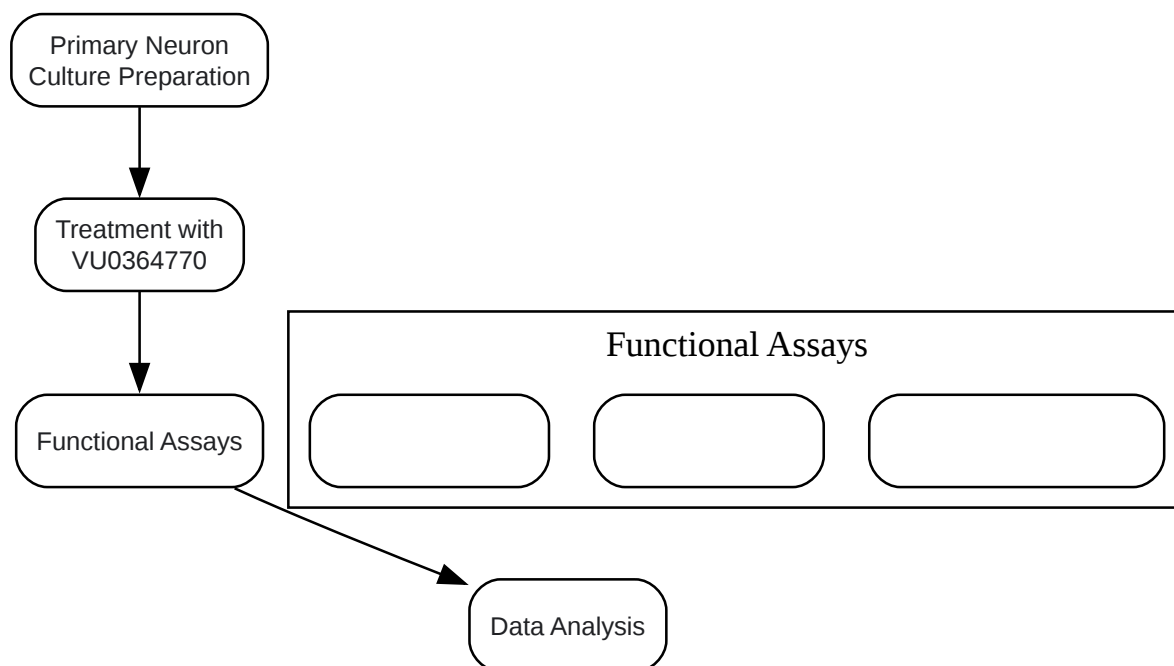 Primary Neuron
Culture Preparation
Treatment with
VU0364770
Functional Assays
Functional Assays
Data Analysis